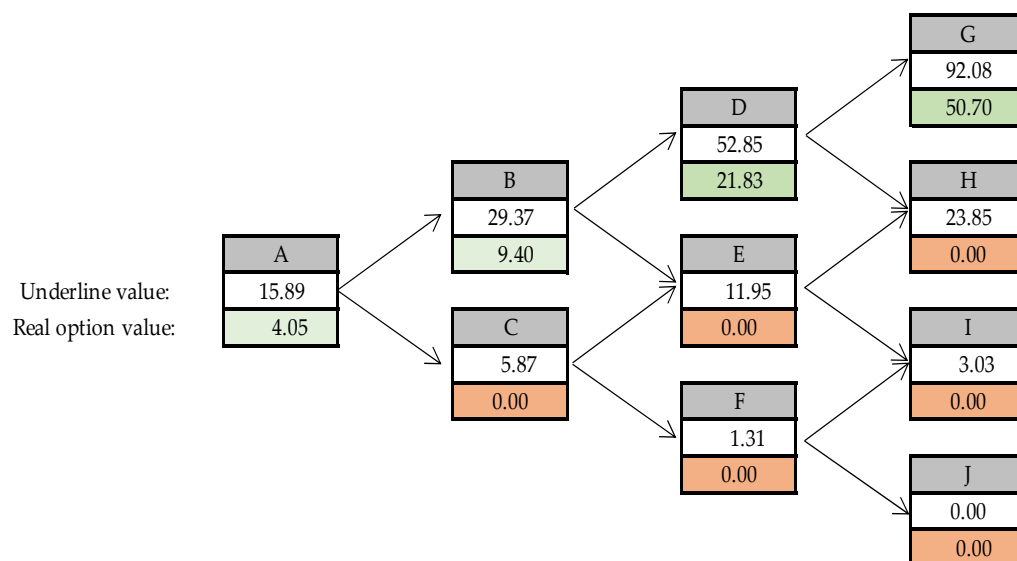 G
92.08
50.70
D
52.85
21.83
B
29.37
9.40
H
23.85
0.00
A
Underline value: 15.89
Real option value: 4.05
E
11.95
0.00
C
5.87
0.00
I
3.03
0.00
F
1.31
0.00
J
0.00
0.00